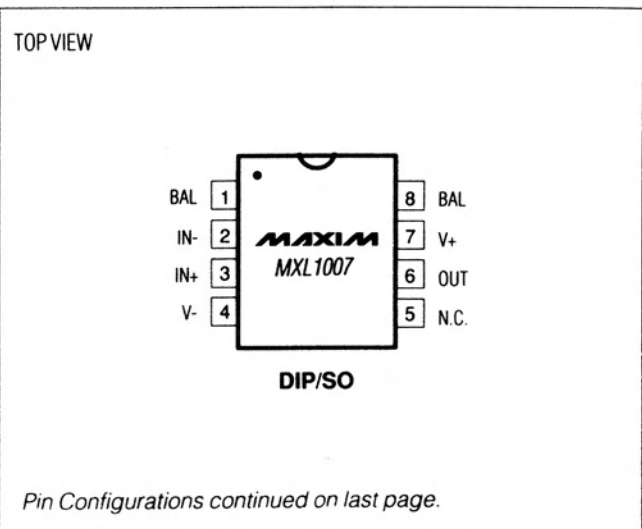 TOP VIEW
BAL 1 8 BAL
IN- 2 MAXIM 7 V+
IN+ 3 MXL1007 6 OUT
V- 4 5 N.C.
DIP/SO
Pin Configurations continued on last page.